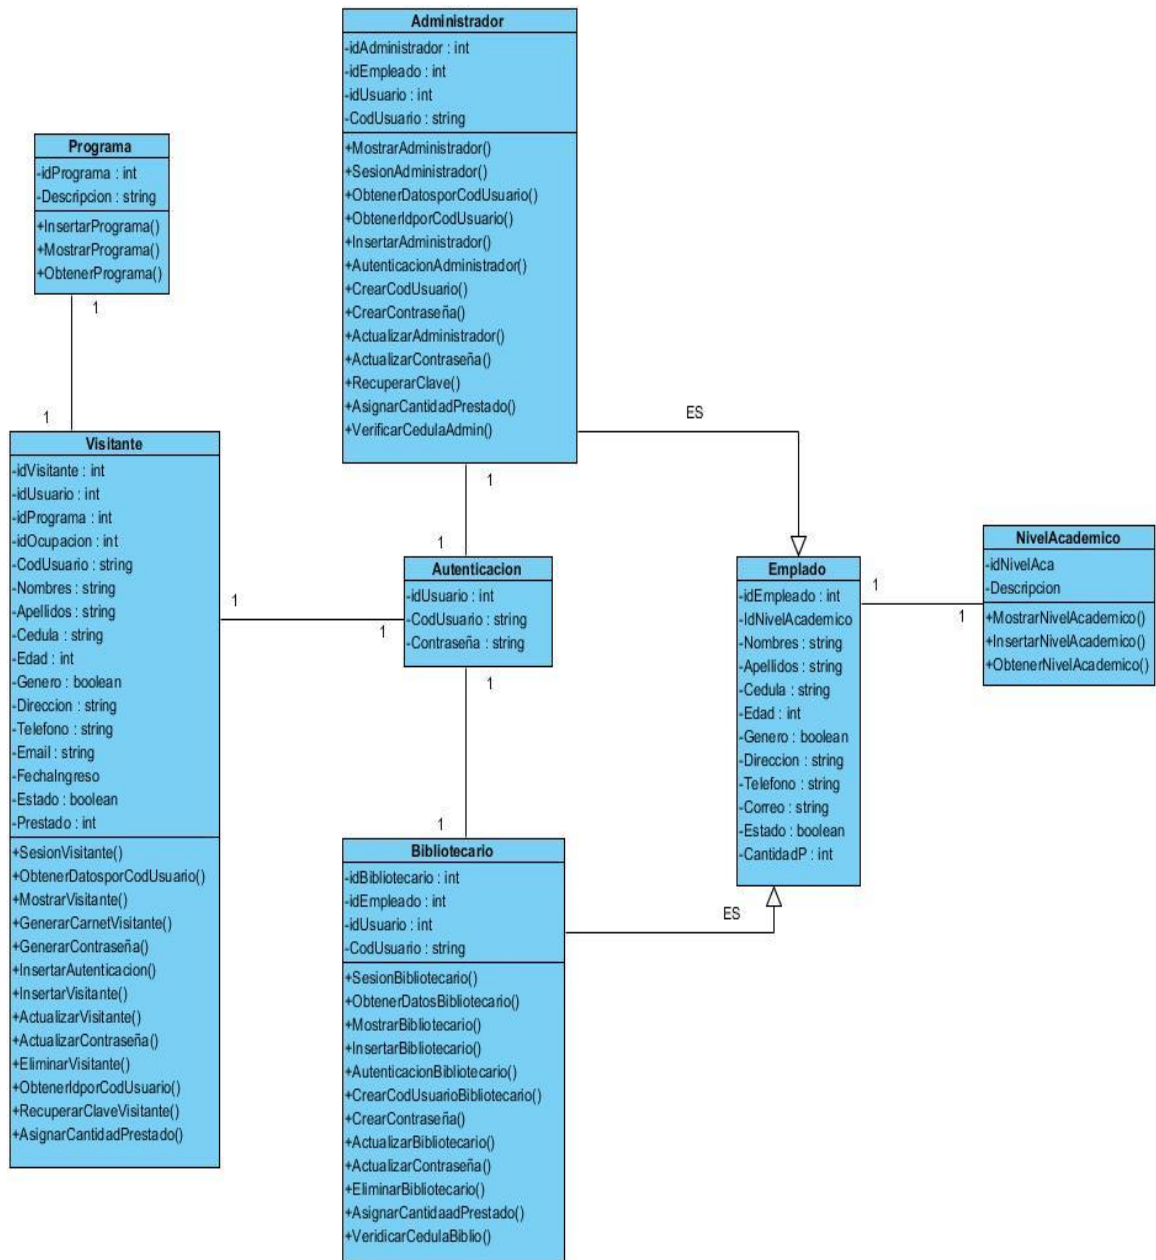 Administrador
-idAdministrador : int
-idEmpleado : int
-idUsuario : int
-CodUsuario : string
+MostrarAdministrador()
+SesionAdministrador()
+ObtenerDatosporCodUsuario()
+ObtenerIdporCodUsuario()
+InsertarAdministrador()
+AutenticacionAdministrador()
+CrearCodUsuario()
+CrearContraseña()
+ActualizarAdministrador()
+ActualizarContraseña()
+RecuperarClave()
+AsignarCantidadPrestado()
+VerificarCedulaAdmin()
Programa
-idPrograma : int
-Descripcion : string
+InsertarPrograma()
+MostrarPrograma()
+ObtenerPrograma()
1
1
Visitante
-idVisitante : int
-idUsuario : int
-idPrograma : int
-idOcupacion : int
-CodUsuario : string
-Nombres : string
-Apellidos : string
-Cedula : string
-Edad : int
-Genero : boolean
-Direccion : string
-Telefono : string
-Email : string
-FechaIngreso
-Estado : boolean
-Prestado : int
+SesionVisitante()
+ObtenerDatosporCodUsuario()
+MostrarVisitante()
+GenerarCarnetVisitante()
+GenerarContraseña()
+InsertarAutenticacion()
+InsertarVisitante()
+ActualizarVisitante()
+ActualizarContraseña()
+EliminarVisitante()
+ObtenerIdporCodUsuario()
+RecuperarClaveVisitante()
+AsignarCantidadPrestado()
1
1
1
1
Autenticacion
-idUsuario : int
-CodUsuario : string
-Contraseña : string
1
1
Bibliotecario
-idBibliotecario : int
-idEmpleado : int
-idUsuario : int
-CodUsuario : string
+SesionBibliotecario()
+ObtenerDatosBibliotecario()
+MostrarBibliotecario()
+InsertarBibliotecario()
+AutenticacionBibliotecario()
+CrearCodUsuarioBibliotecario()
+CrearContraseña()
+ActualizarBibliotecario()
+ActualizarContraseña()
+EliminarBibliotecario()
+AsignarCantidaadPrestado()
+VeridicarCedulaBiblio()
ES
ES
Emplado
-idEmpleado : int
-IdNivelAcademico
-Nombres : string
-Apellidos : string
-Cedula : string
-Edad : int
-Genero : boolean
-Direccion : string
-Telefono : string
-Correo : string
-Estado : boolean
-CantidadP : int
1
1
NivelAcademico
-idNivelAca
-Descripcion
+MostrarNivelAcademico()
+InsertarNivelAcademico()
+ObtenerNivelAcademico()